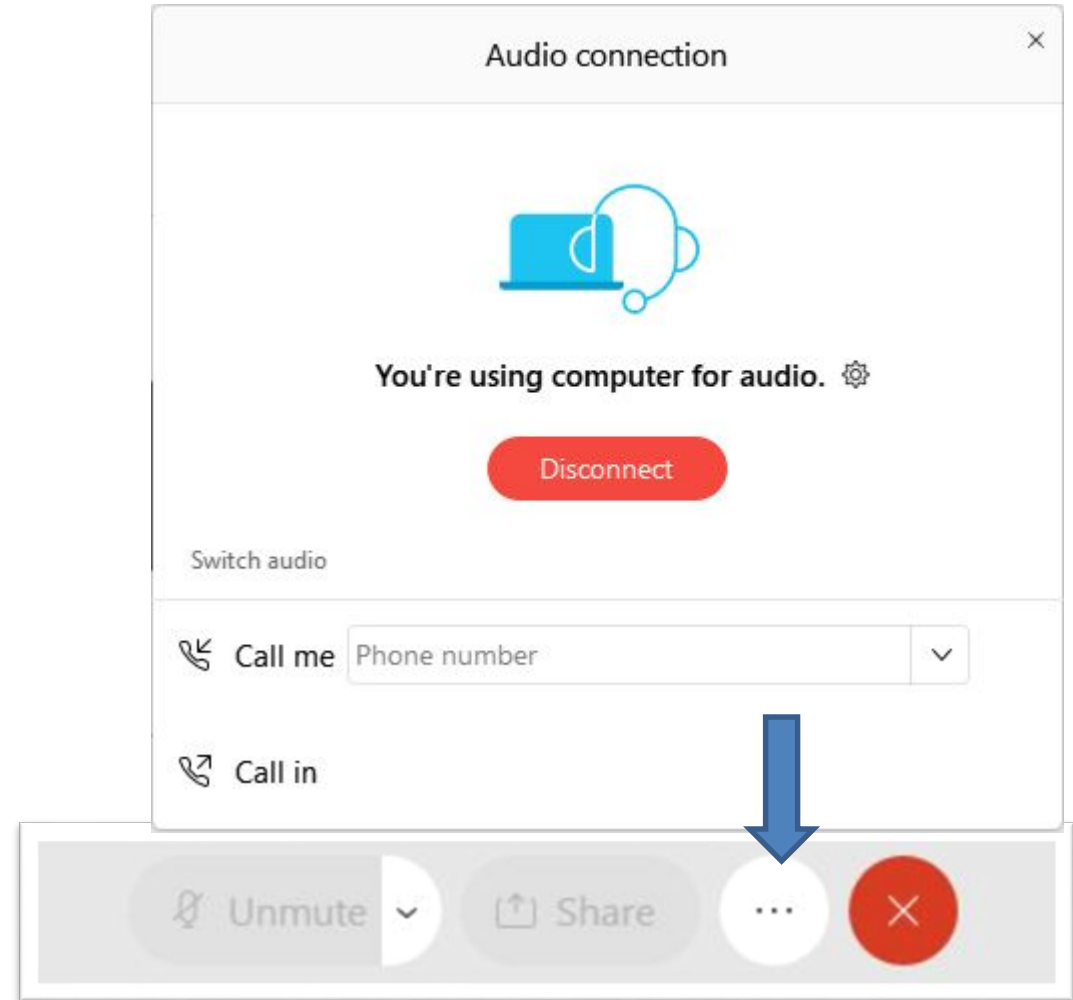 Audio connection
You're using computer for audio.
Disconnect
Switch audio
Call me Phone number
Call in
Unmute Share